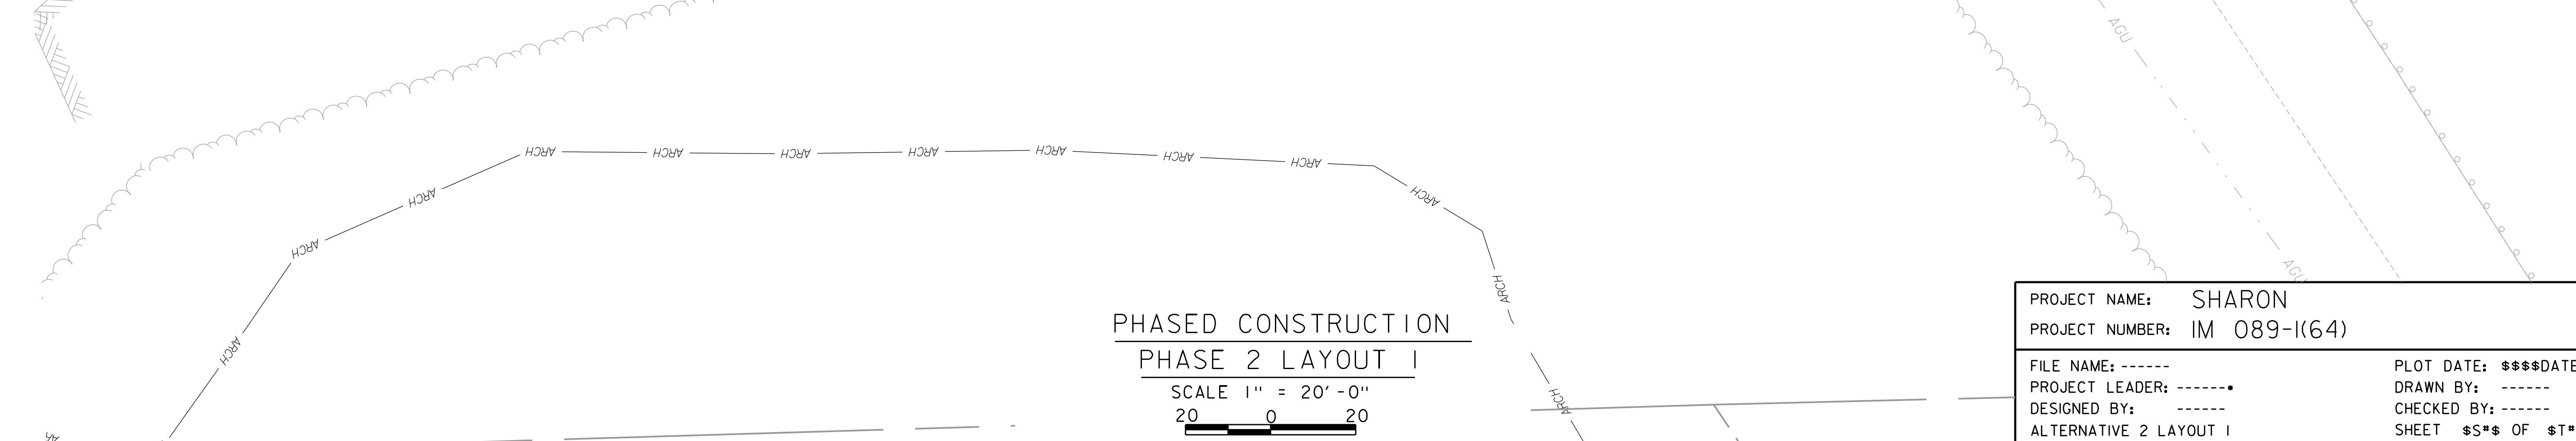 AGU
ARCH ARCH ARCH ARCH ARCH ARCH ARCH
ARCH
ARCH
ARCH
ARCH
ARCH
ARCH
AGU
PHASED CONSTRUCTION
PHASE 2 LAYOUT 1
SCALE 1" = 20'-0"
20 0 20
PROJECT NAME: SHARON
PROJECT NUMBER: IM 089-1(64)
FILE NAME: ------
PLOT DATE: $$$$DATE
PROJECT LEADER: ------*
DRAWN BY: ------
DESIGNED BY: ------
CHECKED BY: ------
ALTERNATIVE 2 LAYOUT 1
SHEET $S*$ OF $T*